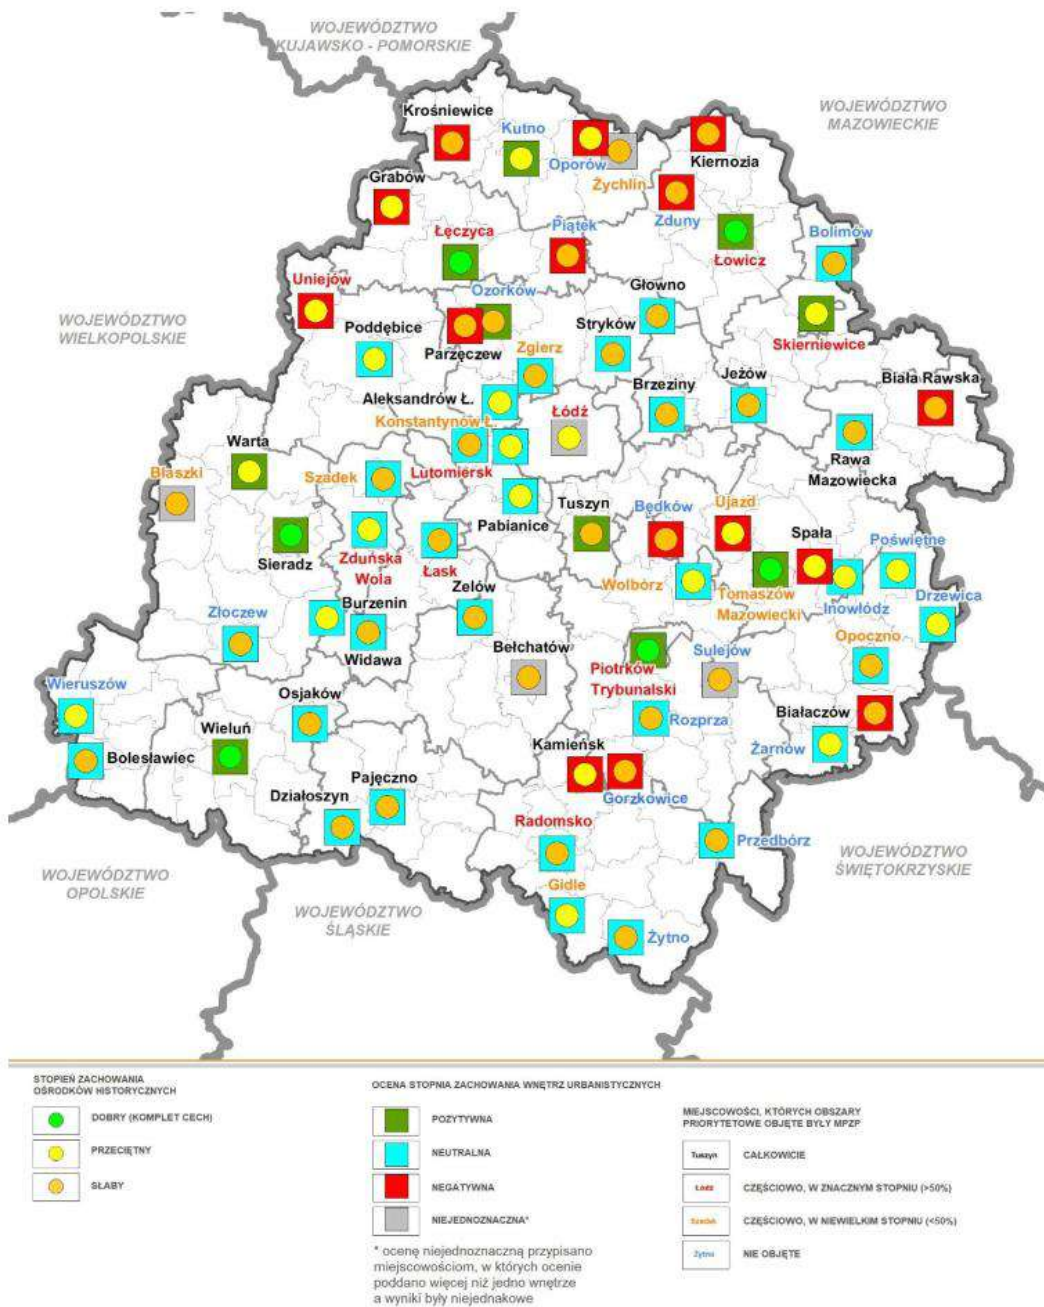 WOJEWÓDZTWO
KUJAWSKO - POMORSKIE
WOJEWÓDZTWO
MAZOWIECKIE
Krośniewice
Kutno
Oporów
Żychlin
Kiernozia
Grabów
Zduny
Łęczyca
Piątek
Łowicz
Bolimów
Uniejów
Ozorków
Głowno
WOJEWÓDZTWO
WIELKOPOLSKIE
Poddębice
Parzęczew
Stryków
Skierniewice
Zgierz
Aleksandrów Ł.
Brzeziny
Jeżów
Biała Rawska
Konstantynów Ł.
Łódź
Warta
Lutomiersk
Rawa
Mazowiecka
Błaszki
Szadek
Pabianice
Tuszyn
Będków
Ujazd
Spała
Poświętne
Sieradz
Zduńska
Wola
Łask
Zelów
Wolbórz
Tomaszów
Mazowiecki
Inowłódz
Drzewica
Złoczew
Burzenin
Widawa
Bełchatów
Sulejów
Opoczno
Piotrków
Trybunalski
Wieruszów
Osjaków
Rozprza
Białaczów
Wieluń
Bolesławiec
Kamieńsk
Żarnów
Pajęczno
Gorzkowice
Działoszyn
Radomsko
Przedbórz
WOJEWÓDZTWO
ŚWIĘTOKRZYSKIE
WOJEWÓDZTWO
OPOLSKIE
Gidle
WOJEWÓDZTWO
ŚLĄSKIE
Żytno
STOPIEŃ ZACHOWANIA
OŚRODKÓW HISTORYCZNYCH
DOBRY (KOMPLET CECH)
PRZECIĘTNY
SŁABY
OCENA STOPNIA ZACHOWANIA WNĘTRZ URBANISTYCZNYCH
POZYTYWNA
NEUTRALNA
NEGATYWNA
NIEJEDNOZNACZNA*
* ocenę niejednoznaczną przypisano
miejscowościom, w których ocenie
poddano więcej niż jedno wnętrze
a wyniki były niejednakowe
MIEJSCOWOŚCI, KTÓRYCH OBSZARY
PRIORYTETOWE OBJĘTE BYŁY MPZP
Tuszyn CAŁKOWICIE
Łódź CZĘŚCIOWO, W ZNACZNYM STOPNIU (>50%)
Szadek CZĘŚCIOWO, W NIEWIELKIM STOPNIU (<50%)
Żytno NIE OBJĘTE